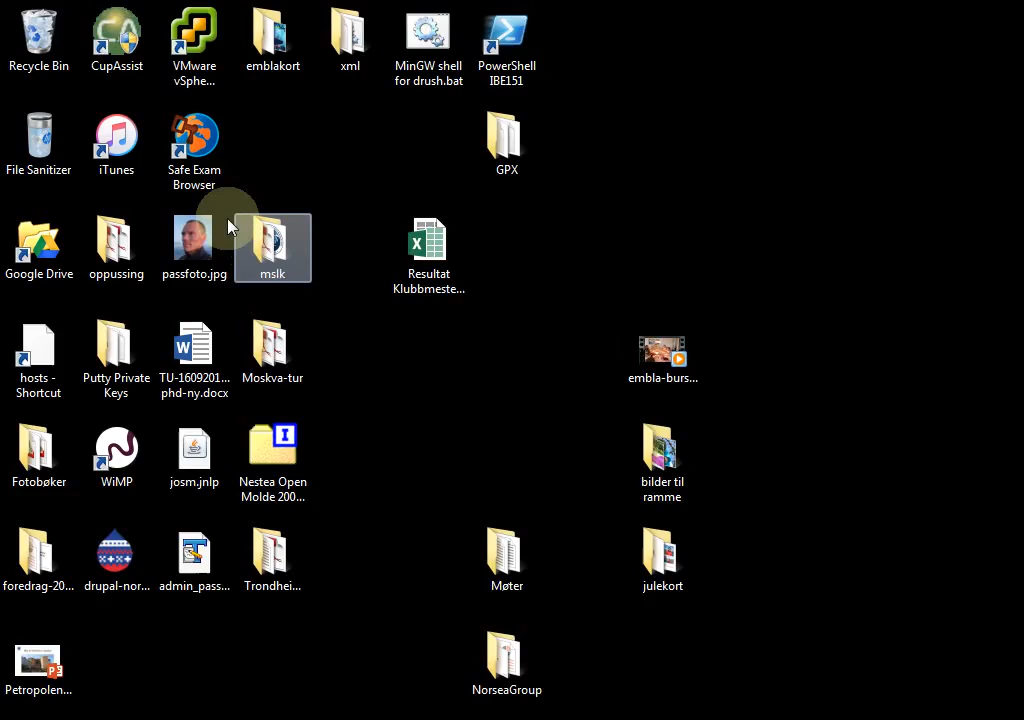 Recycle Bin
CupAssist
VMware
vSphe...
emblakort
xml
MinGW shell
for drush.bat
PowerShell
IBE151
File Sanitizer
iTunes
Safe Exam
Browser
GPX
Google Drive
oppussing
passfoto.jpg
mslk
Resultat
Klubbmeste...
hosts -
Shortcut
Putty Private
Keys
TU-1609201...
phd-ny.docx
Moskva-tur
embla-burs...
Fotobøker
WiMP
josm.jnlp
Nestea Open
Molde 200...
bilder til
ramme
foredrag-20...
drupal-nor...
admin_pass...
Trondhei...
Møter
julekort
Petropolen...
NorseaGroup